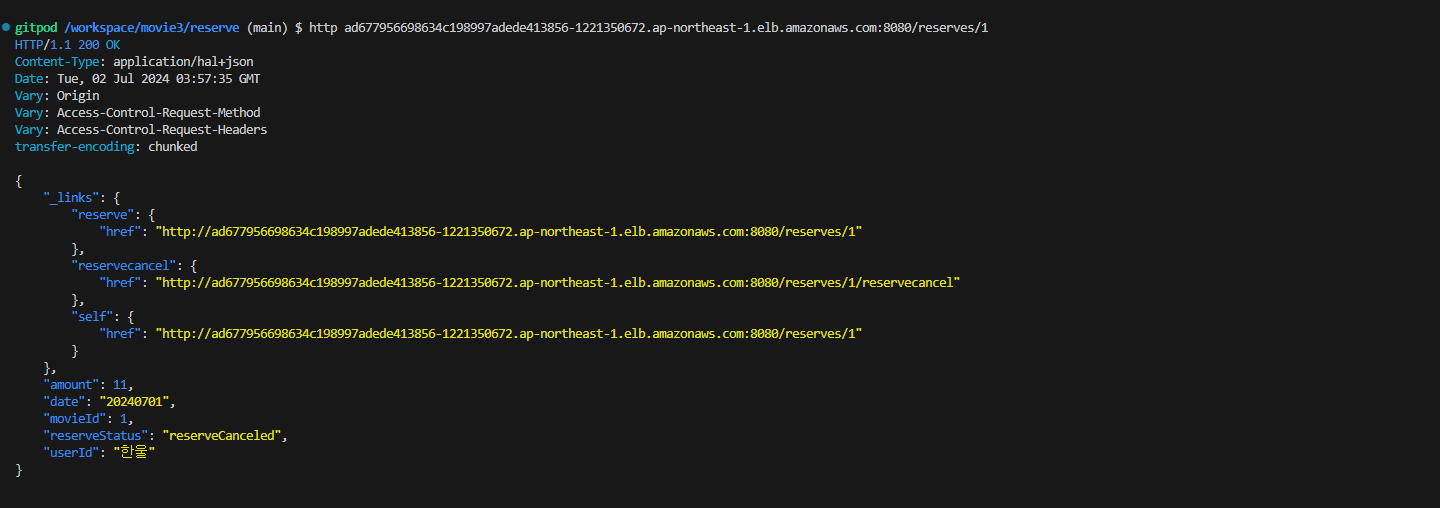 gitpod /workspace/movie3/reserve (main) $ http ad677956698634c198997adede413856-1221350672.ap-northeast-1.elb.amazonaws.com:8080/reserves/1
HTTP/1.1 200 OK
Content-Type: application/hal+json
Date: Tue, 02 Jul 2024 03:57:35 GMT
Vary: Origin
Vary: Access-Control-Request-Method
Vary: Access-Control-Request-Headers
transfer-encoding: chunked

{
    "_links": {
        "reserve": {
            "href": "http://ad677956698634c198997adede413856-1221350672.ap-northeast-1.elb.amazonaws.com:8080/reserves/1"
        },
        "reservecancel": {
            "href": "http://ad677956698634c198997adede413856-1221350672.ap-northeast-1.elb.amazonaws.com:8080/reserves/1/reservecancel"
        },
        "self": {
            "href": "http://ad677956698634c198997adede413856-1221350672.ap-northeast-1.elb.amazonaws.com:8080/reserves/1"
        }
    },
    "amount": 11,
    "date": "20240701",
    "movieId": 1,
    "reserveStatus": "reserveCanceled",
    "userId": "한울"
}